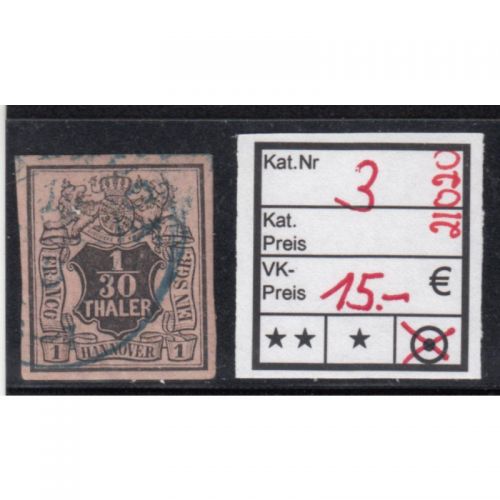 FRANCO
1/30
THALER
EIN SGR.
1 HANNOVER 1
Kat.Nr 3
21020
Kat.
Preis
VK-
Preis 15.- €